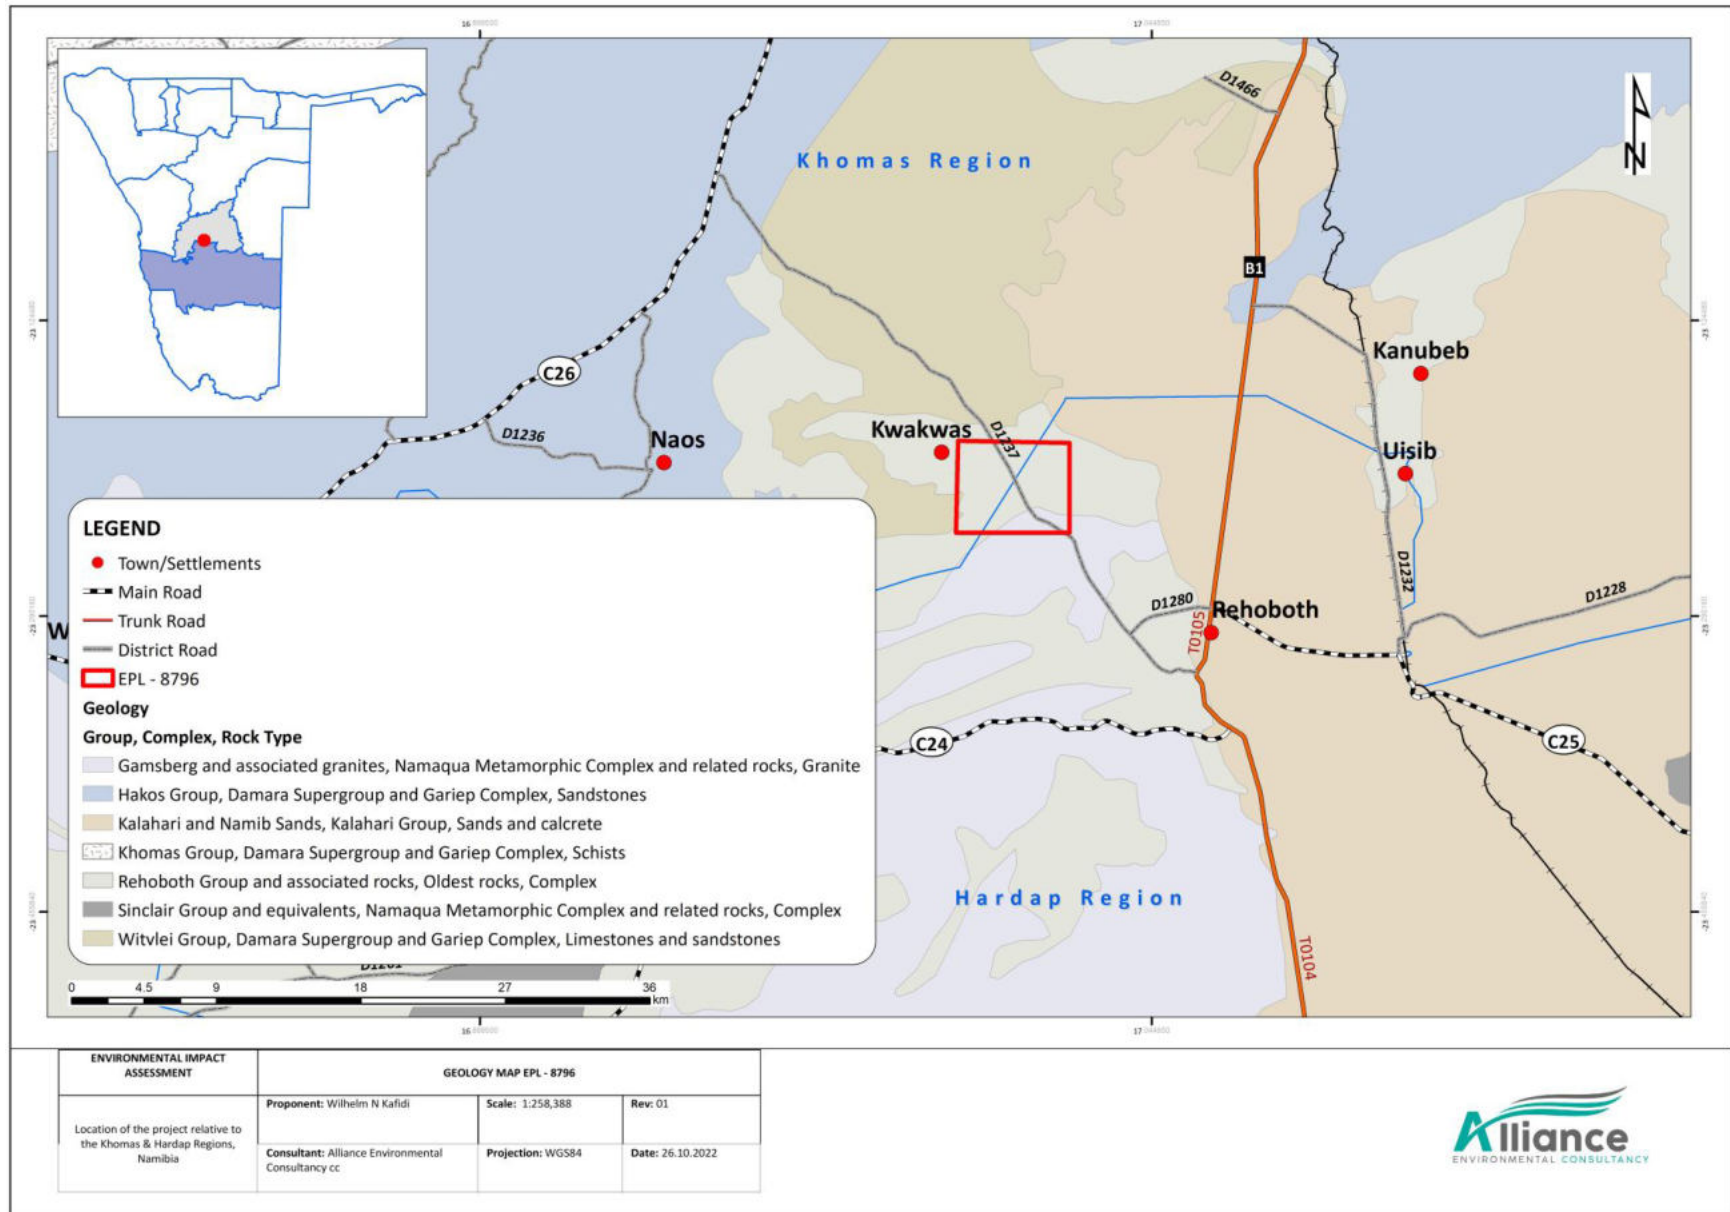 16
17
Khomas Region
D1466
B1
C26
Kanubeb
D1236
Naos
Kwakwas
D1237
Uisib
D1232
D1228
D1280
Rehoboth
T0105
W
C24
C25
Hardap Region
T0104
D1261
LEGEND
Town/Settlements
Main Road
Trunk Road
District Road
EPL - 8796
Geology
Group, Complex, Rock Type
Gamsberg and associated granites, Namaqua Metamorphic Complex and related rocks, Granite
Hakos Group, Damara Supergroup and Gariep Complex, Sandstones
Kalahari and Namib Sands, Kalahari Group, Sands and calcrete
Khomas Group, Damara Supergroup and Gariep Complex, Schists
Rehoboth Group and associated rocks, Oldest rocks, Complex
Sinclair Group and equivalents, Namaqua Metamorphic Complex and related rocks, Complex
Witvlei Group, Damara Supergroup and Gariep Complex, Limestones and sandstones
0 4.5 9 18 27 36
km
N
16
17
ENVIRONMENTAL IMPACT
ASSESSMENT
GEOLOGY MAP EPL - 8796
Location of the project relative to
the Khomas & Hardap Regions,
Namibia
Proponent: Wilhelm N Kafidi
Scale: 1:258,388
Rev: 01
Consultant: Alliance Environmental
Consultancy cc
Projection: WGS84
Date: 26.10.2022
Alliance
ENVIRONMENTAL CONSULTANCY